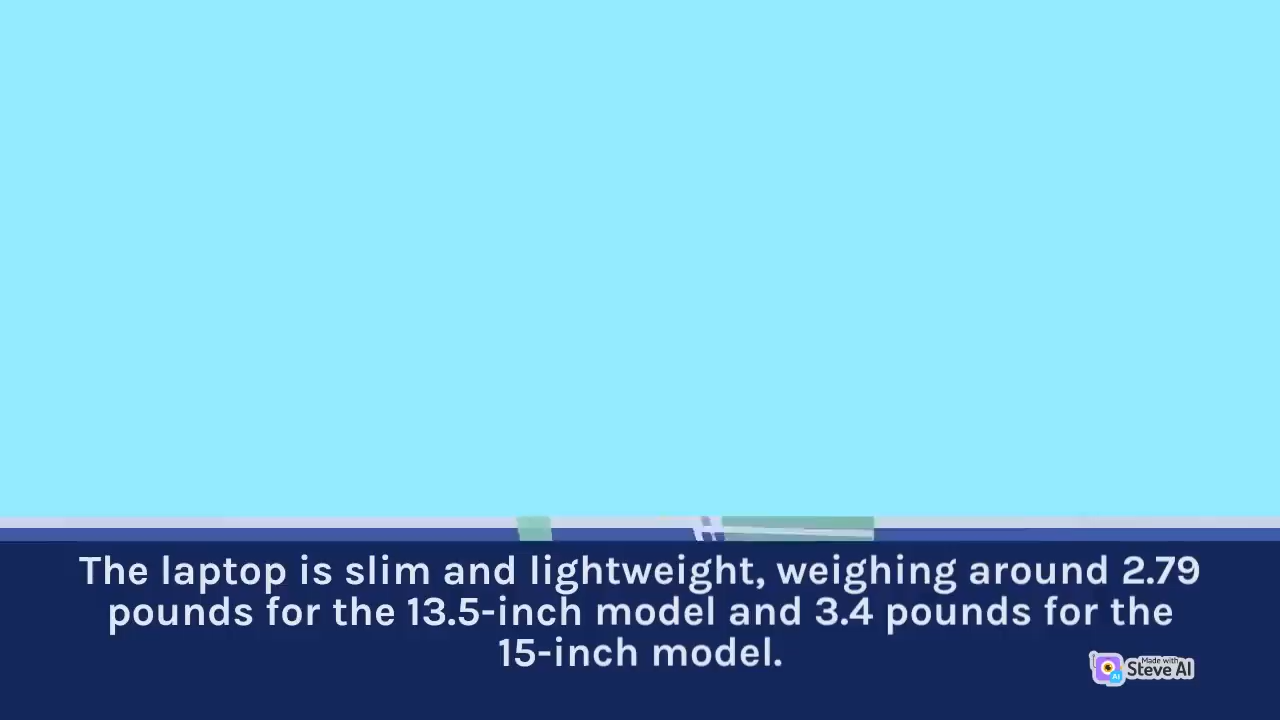 The laptop is slim and lightweight, weighing around 2.79
pounds for the 13.5-inch model and 3.4 pounds for the
15-inch model.
Made with
Steve AI
AI